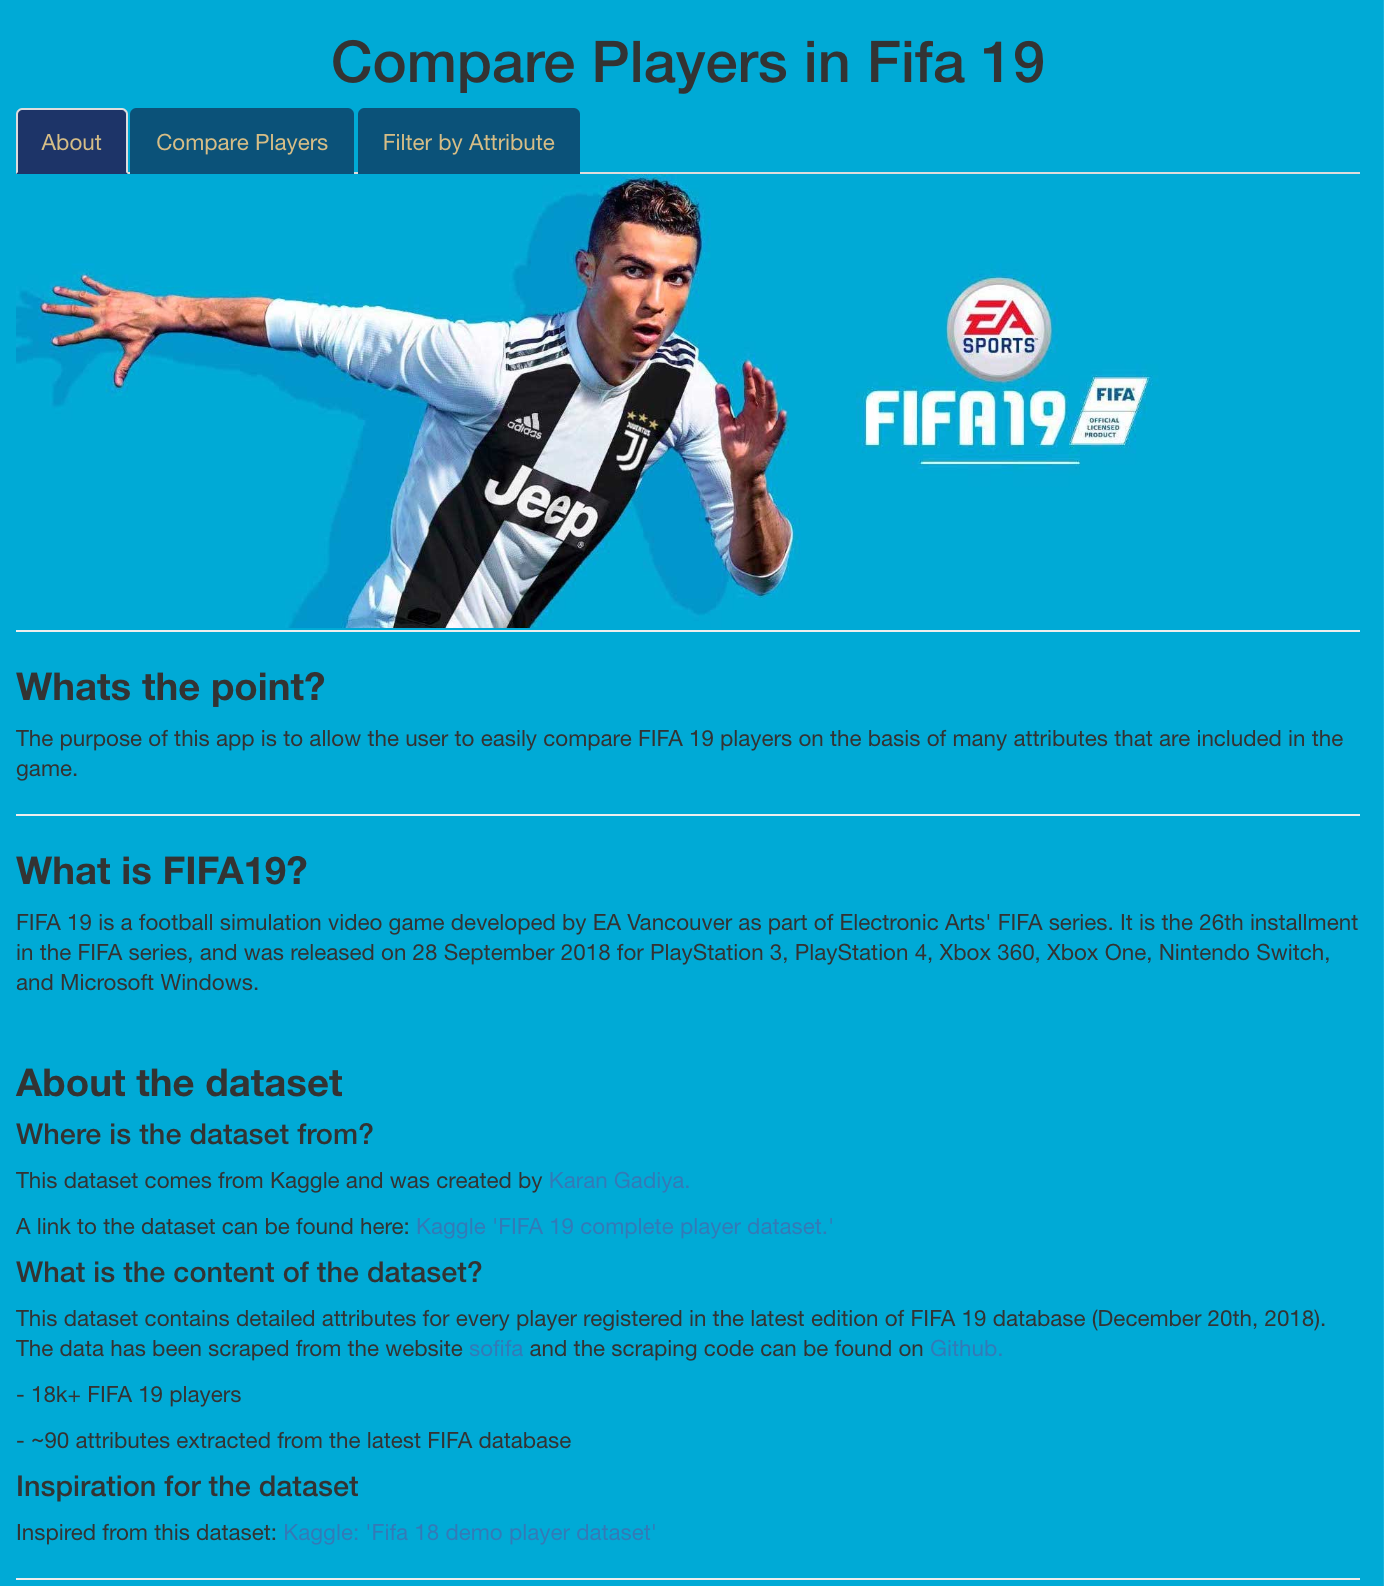 Compare Players in Fifa 19
About
Compare Players
Filter by Attribute
adidas
JUVENTUS
Jeep
EA
SPORTS
FIFA19
FIFA
OFFICIAL
LICENSED
PRODUCT
Whats the point?
The purpose of this app is to allow the user to easily compare FIFA 19 players on the basis of many attributes that are included in the
game.
What is FIFA19?
FIFA 19 is a football simulation video game developed by EA Vancouver as part of Electronic Arts' FIFA series. It is the 26th installment
in the FIFA series, and was released on 28 September 2018 for PlayStation 3, PlayStation 4, Xbox 360, Xbox One, Nintendo Switch,
and Microsoft Windows.
About the dataset
Where is the dataset from?
This dataset comes from Kaggle and was created by Karan Gadiya.
A link to the dataset can be found here: Kaggle 'FIFA 19 complete player dataset.'
What is the content of the dataset?
This dataset contains detailed attributes for every player registered in the latest edition of FIFA 19 database (December 20th, 2018).
The data has been scraped from the website sofifa and the scraping code can be found on Github.
- 18k+ FIFA 19 players
- ~90 attributes extracted from the latest FIFA database
Inspiration for the dataset
Inspired from this dataset: Kaggle: 'Fifa 18 demo player dataset'